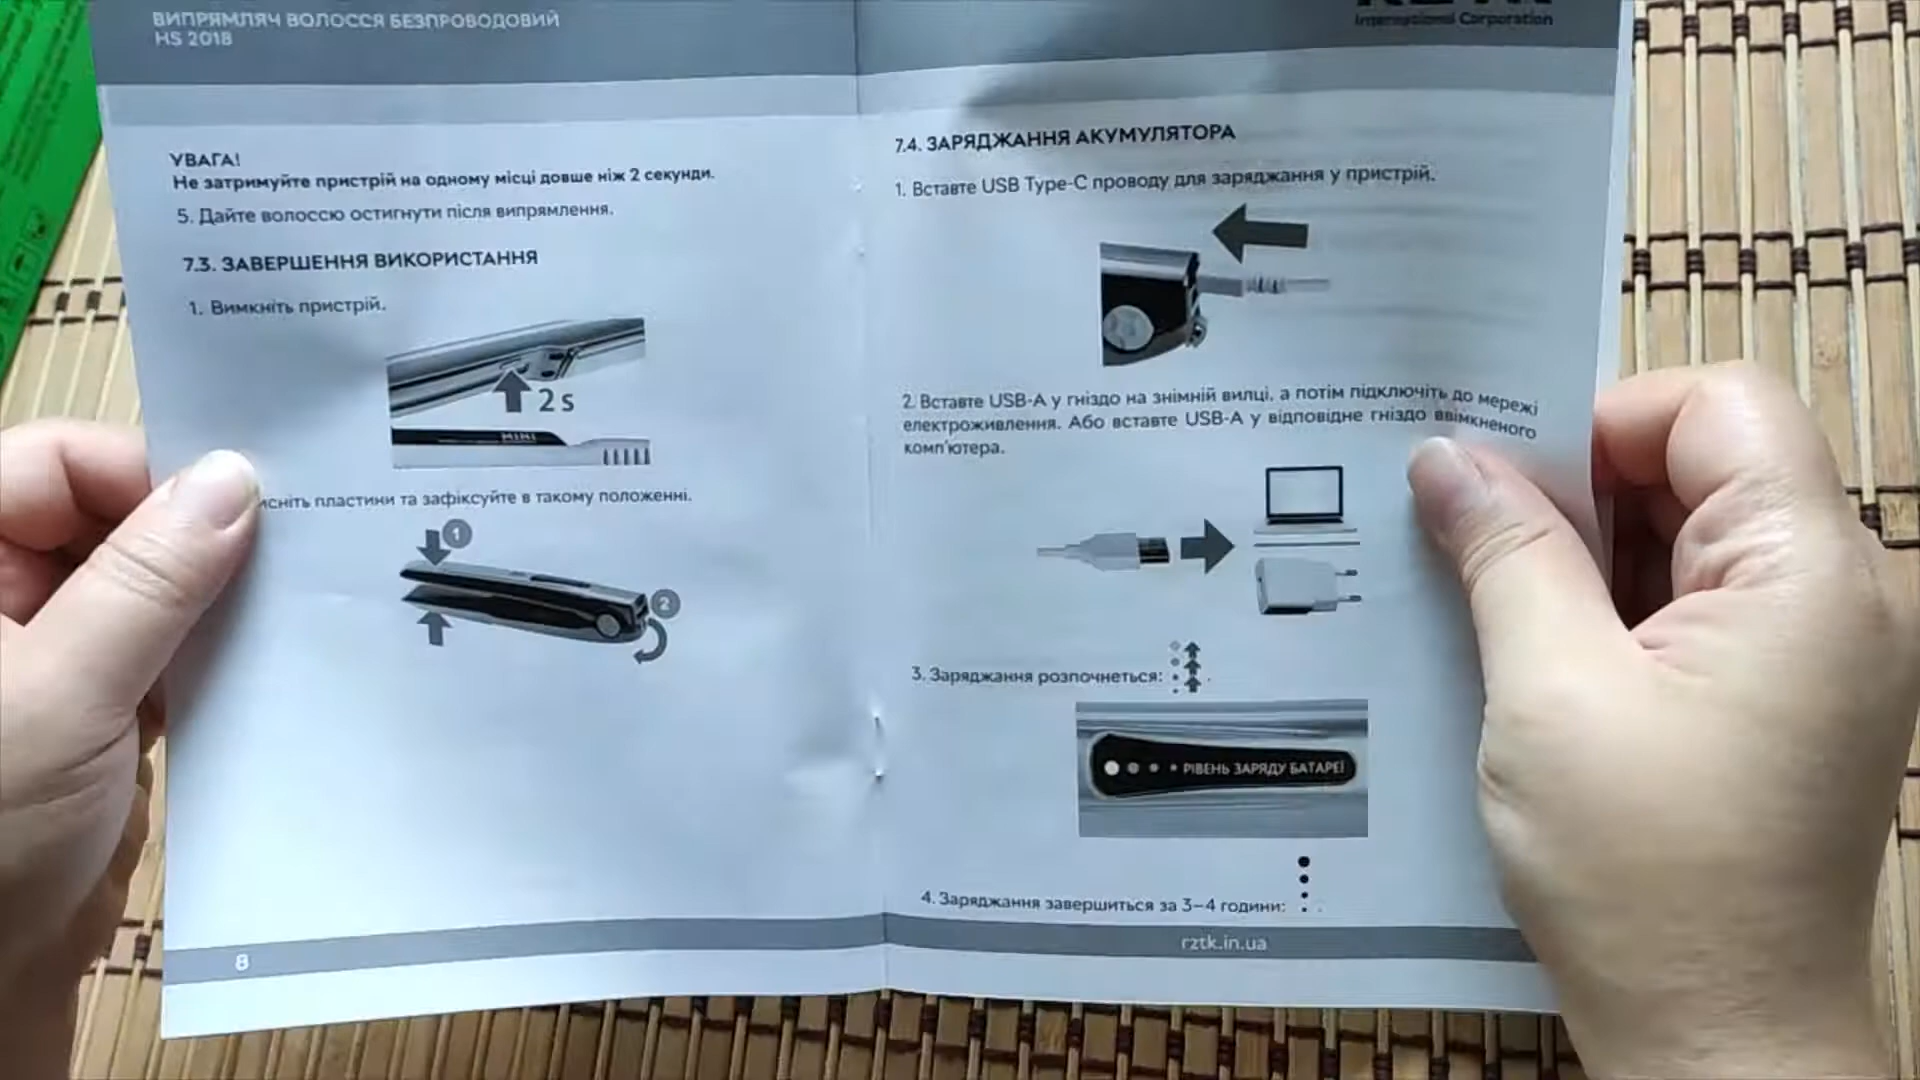 ВИПРЯМЛЯЧ ВОЛОССЯ БЕЗПРОВОДОВИЙ
HS 2018
УВАГА!
Не затримуйте пристрій на одному місці довше ніж 2 секунди.
5. Дайте волоссю остигнути після випрямлення.
7.3. ЗАВЕРШЕННЯ ВИКОРИСТАННЯ
1. Вимкніть пристрій.
2 s
MINI
пластини та зафіксуйте в такому положенні.
1
2
8
International Corporation
7.4. ЗАРЯДЖАННЯ АКУМУЛЯТОРА
1. Вставте USB Type-C проводу для заряджання у пристрій.
2. Вставте USB-A у гніздо на знімній вилці, а потім підключіть до мережі
електроживлення. Або вставте USB-A у відповідне гніздо ввімкненого
комп'ютера.
3. Заряджання розпочнеться:
РІВЕНЬ ЗАРЯДУ БАТАРЕЇ
4. Заряджання завершиться за 3–4 години:
rztk.in.ua